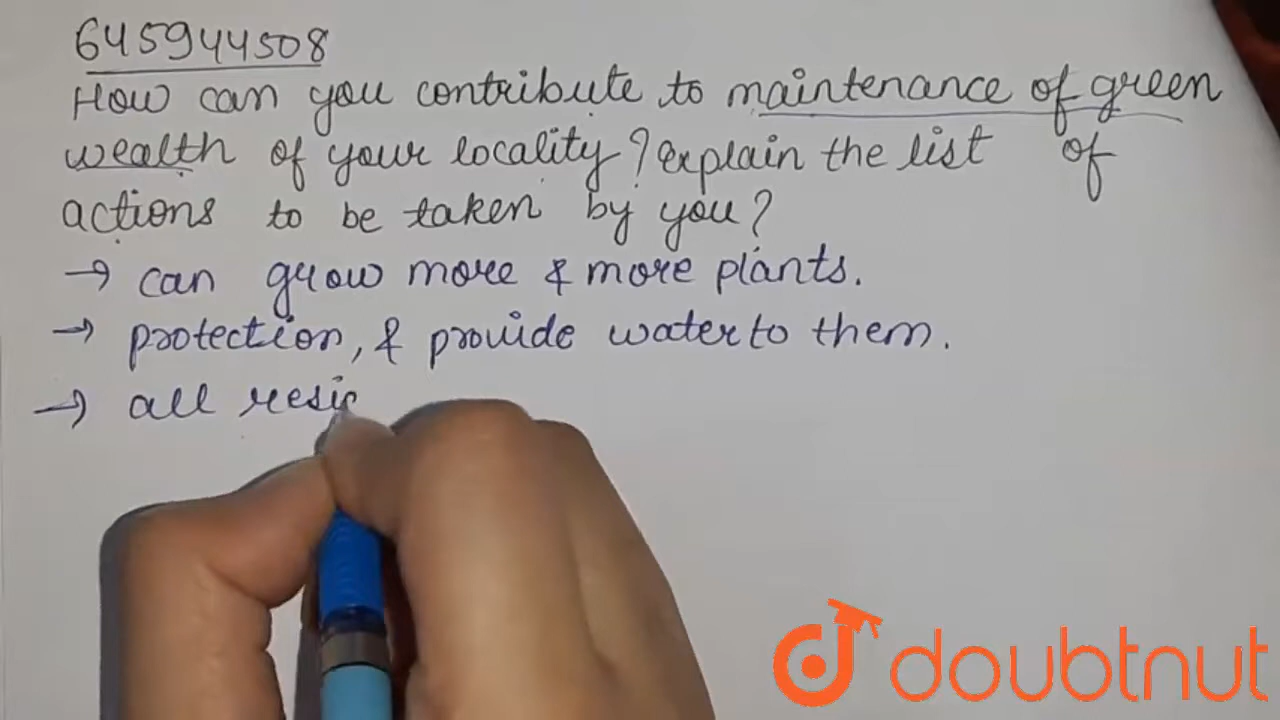 645944508
How can you contribute to maintenance of green
wealth of your locality? Explain the list of
actions to be taken by you?
→ can grow more & more plants.
→ protection, & provide water to them.
→ all resi
doubtnut